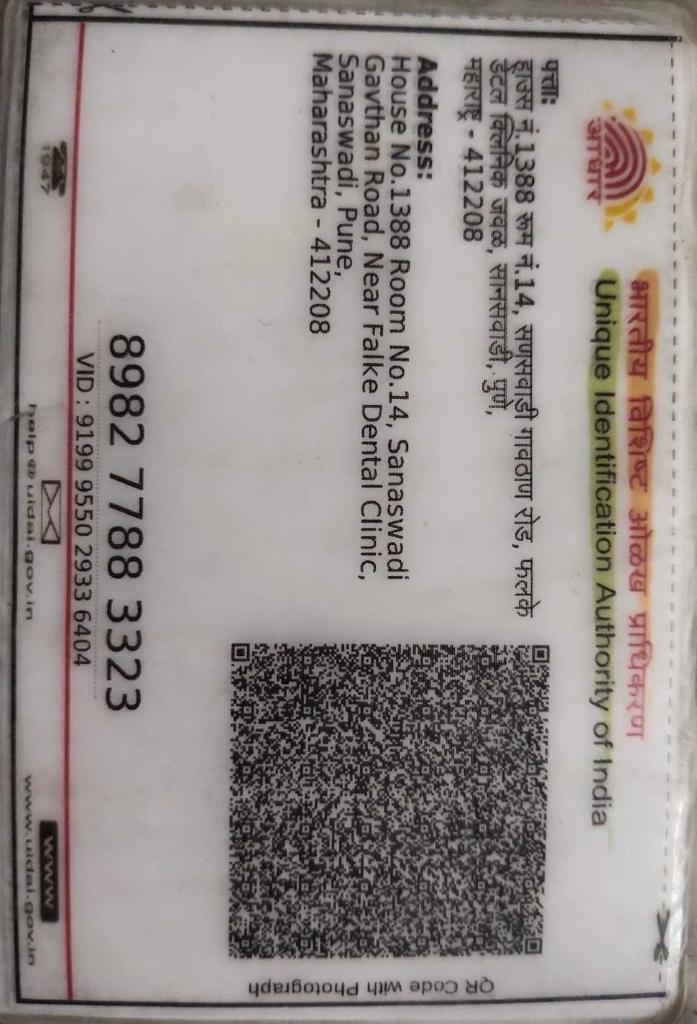 आधार
भारतीय विशिष्ट ओळख प्राधिकरण
Unique Identification Authority of India
पत्ता:
हाउस नं.1388 रूम नं.14, सणसवाडी गावठाण रोड, फलके
डेंटल क्लिनिक जवळ, सानसवाडी, पुणे,
महाराष्ट्र - 412208
Address:
House No.1388 Room No.14, Sanaswadi
Gavthan Road, Near Falke Dental Clinic,
Sanaswadi, Pune,
Maharashtra - 412208
QR Code with Photograph
8982 7788 3323
VID : 9199 9550 2933 6404
1947
help@uidai.gov.in
www
www.uidai.gov.in